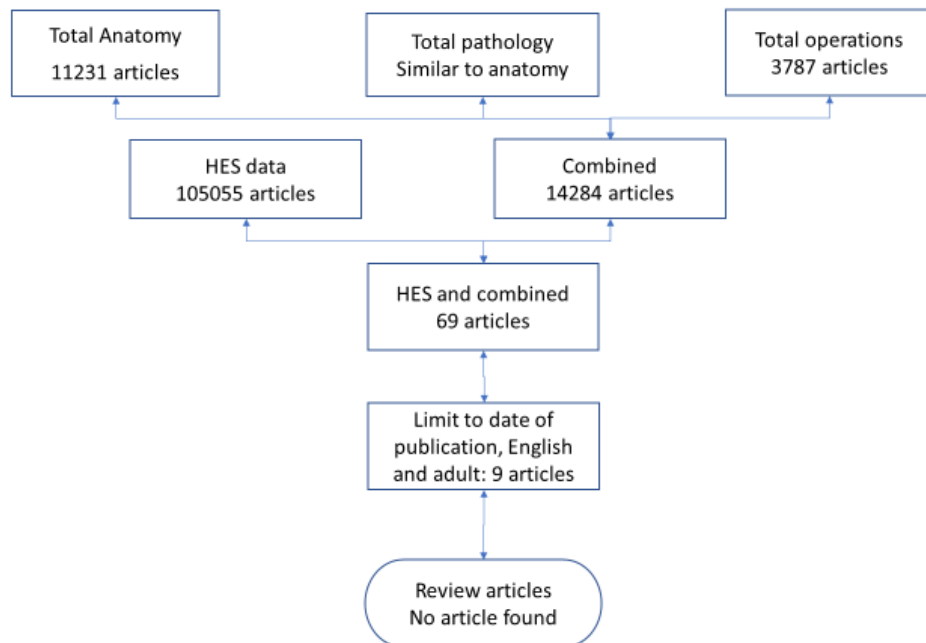 Total Anatomy
11231 articles
Total pathology
Similar to anatomy
Total operations
3787 articles
HES data
105055 articles
Combined
14284 articles
HES and combined
69 articles
Limit to date of
publication, English
and adult: 9 articles
Review articles
No article found